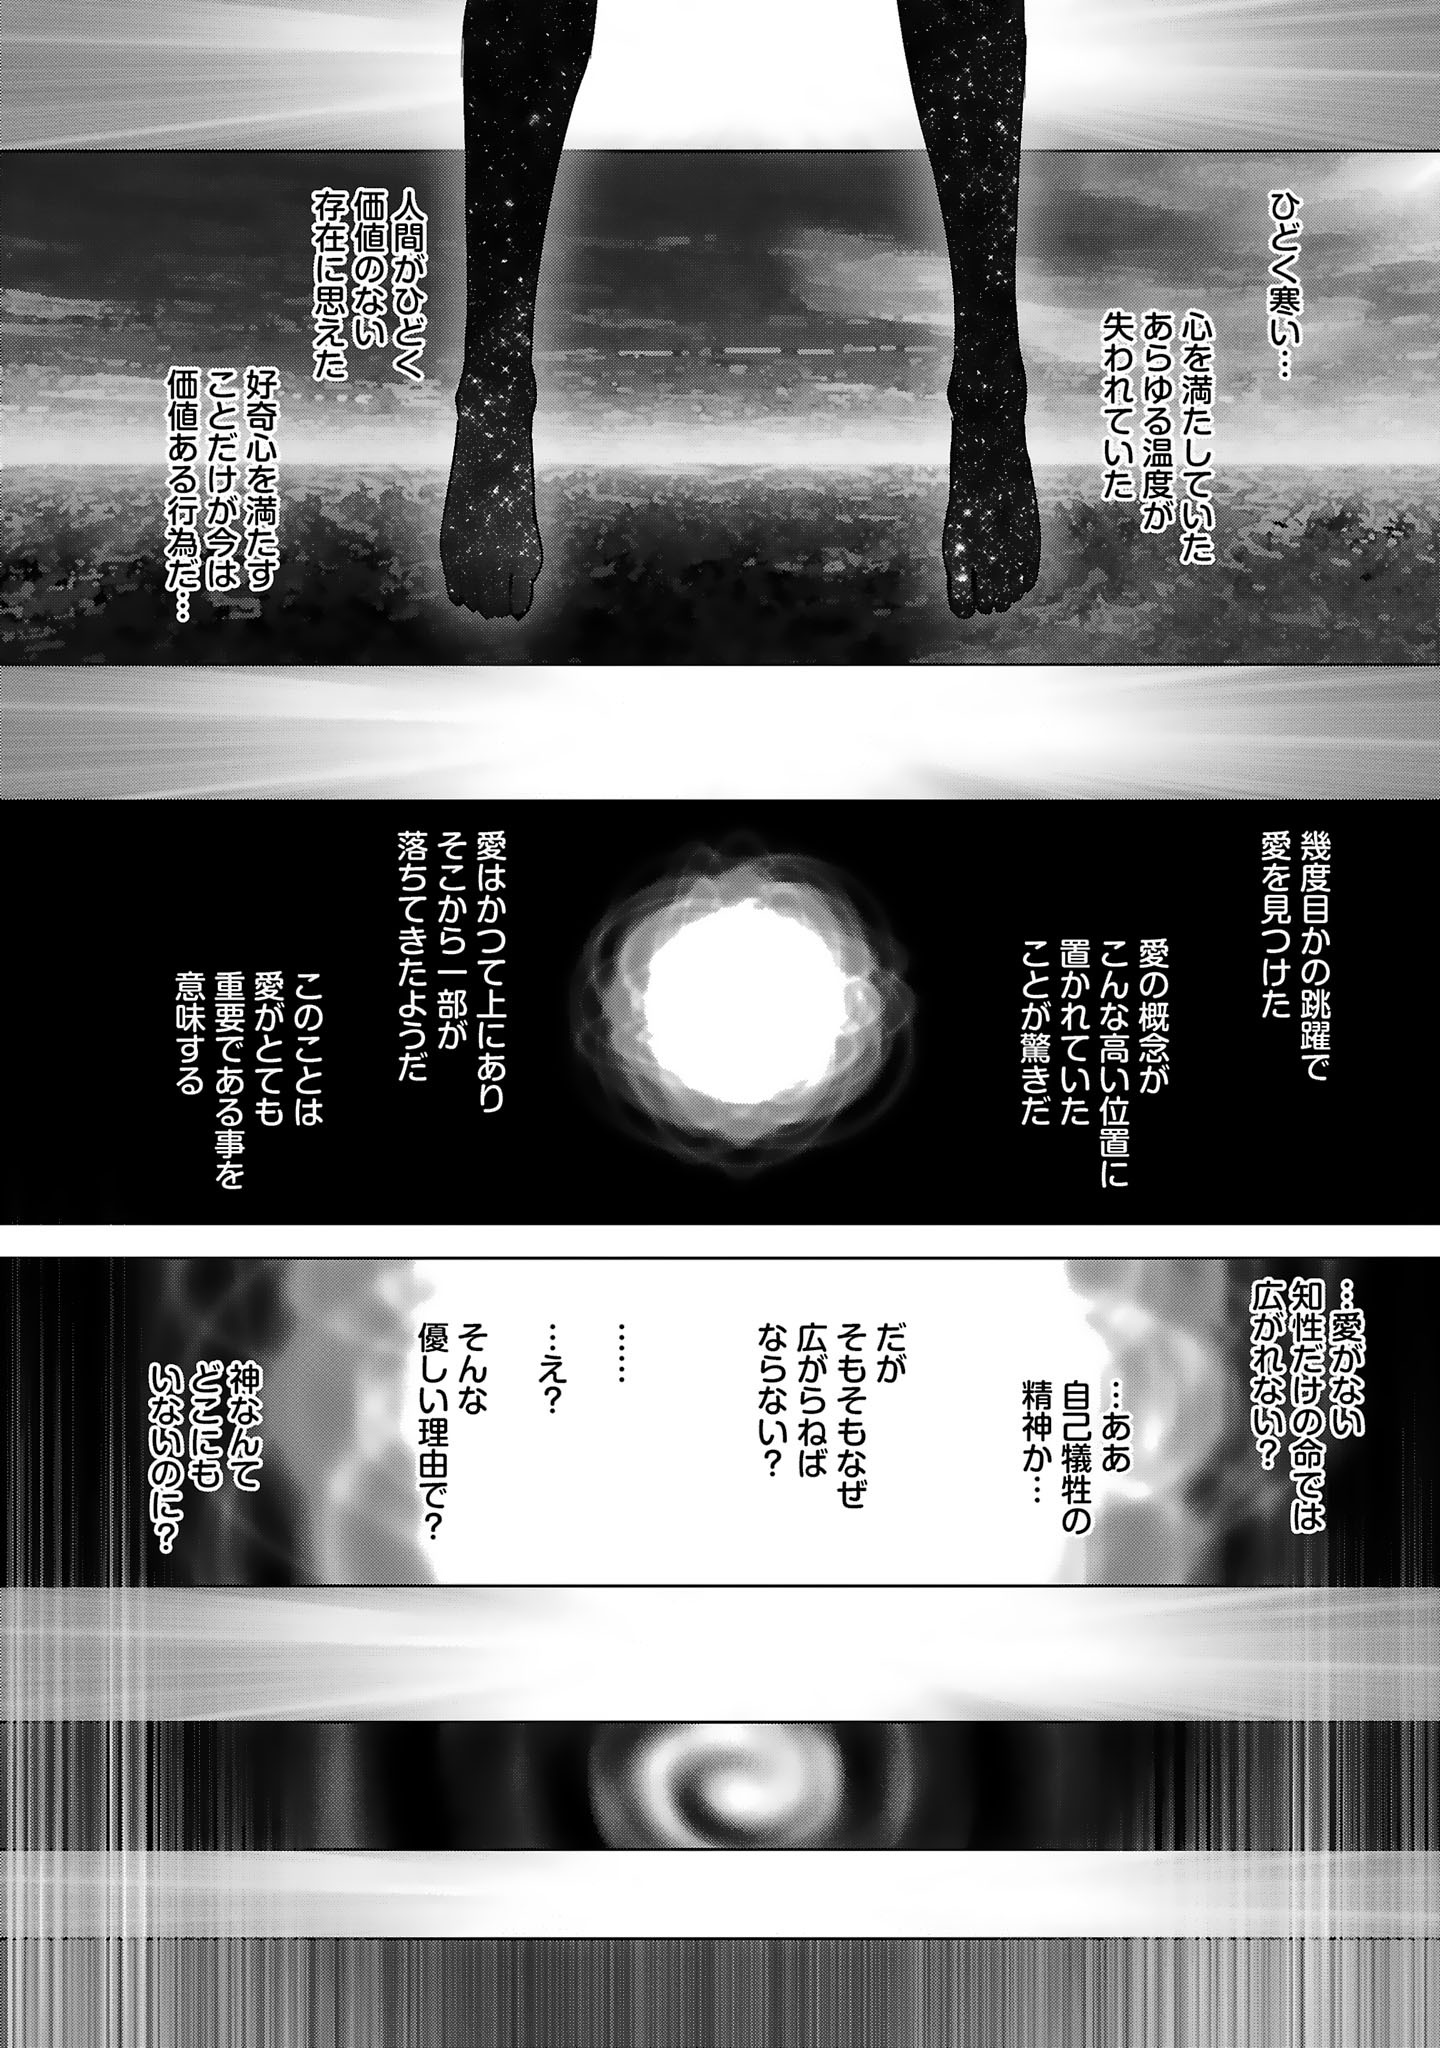 ひどく寒い…
心を満たしていた
あらゆる温度が
失われていた
人間がひどく
価値のない
存在に思えた
好奇心を満たす
ことだけが今は
価値ある行為だ…
幾度目かの跳躍で
愛を見つけた
愛の概念が
こんな高い位置に
置かれていた
ことが驚きだ
愛はかつて上にあり
そこから一部が
落ちてきたようだ
このことは
愛がとても
重要である事を
意味する
…愛がない
知性だけの命では
広がれない？
…ああ
自己犠牲の
精神か…
だが
そもそもなぜ
広がらねば
ならない？
……
…え？
そんな
優しい理由で？
神なんて
どこにも
いないのに？